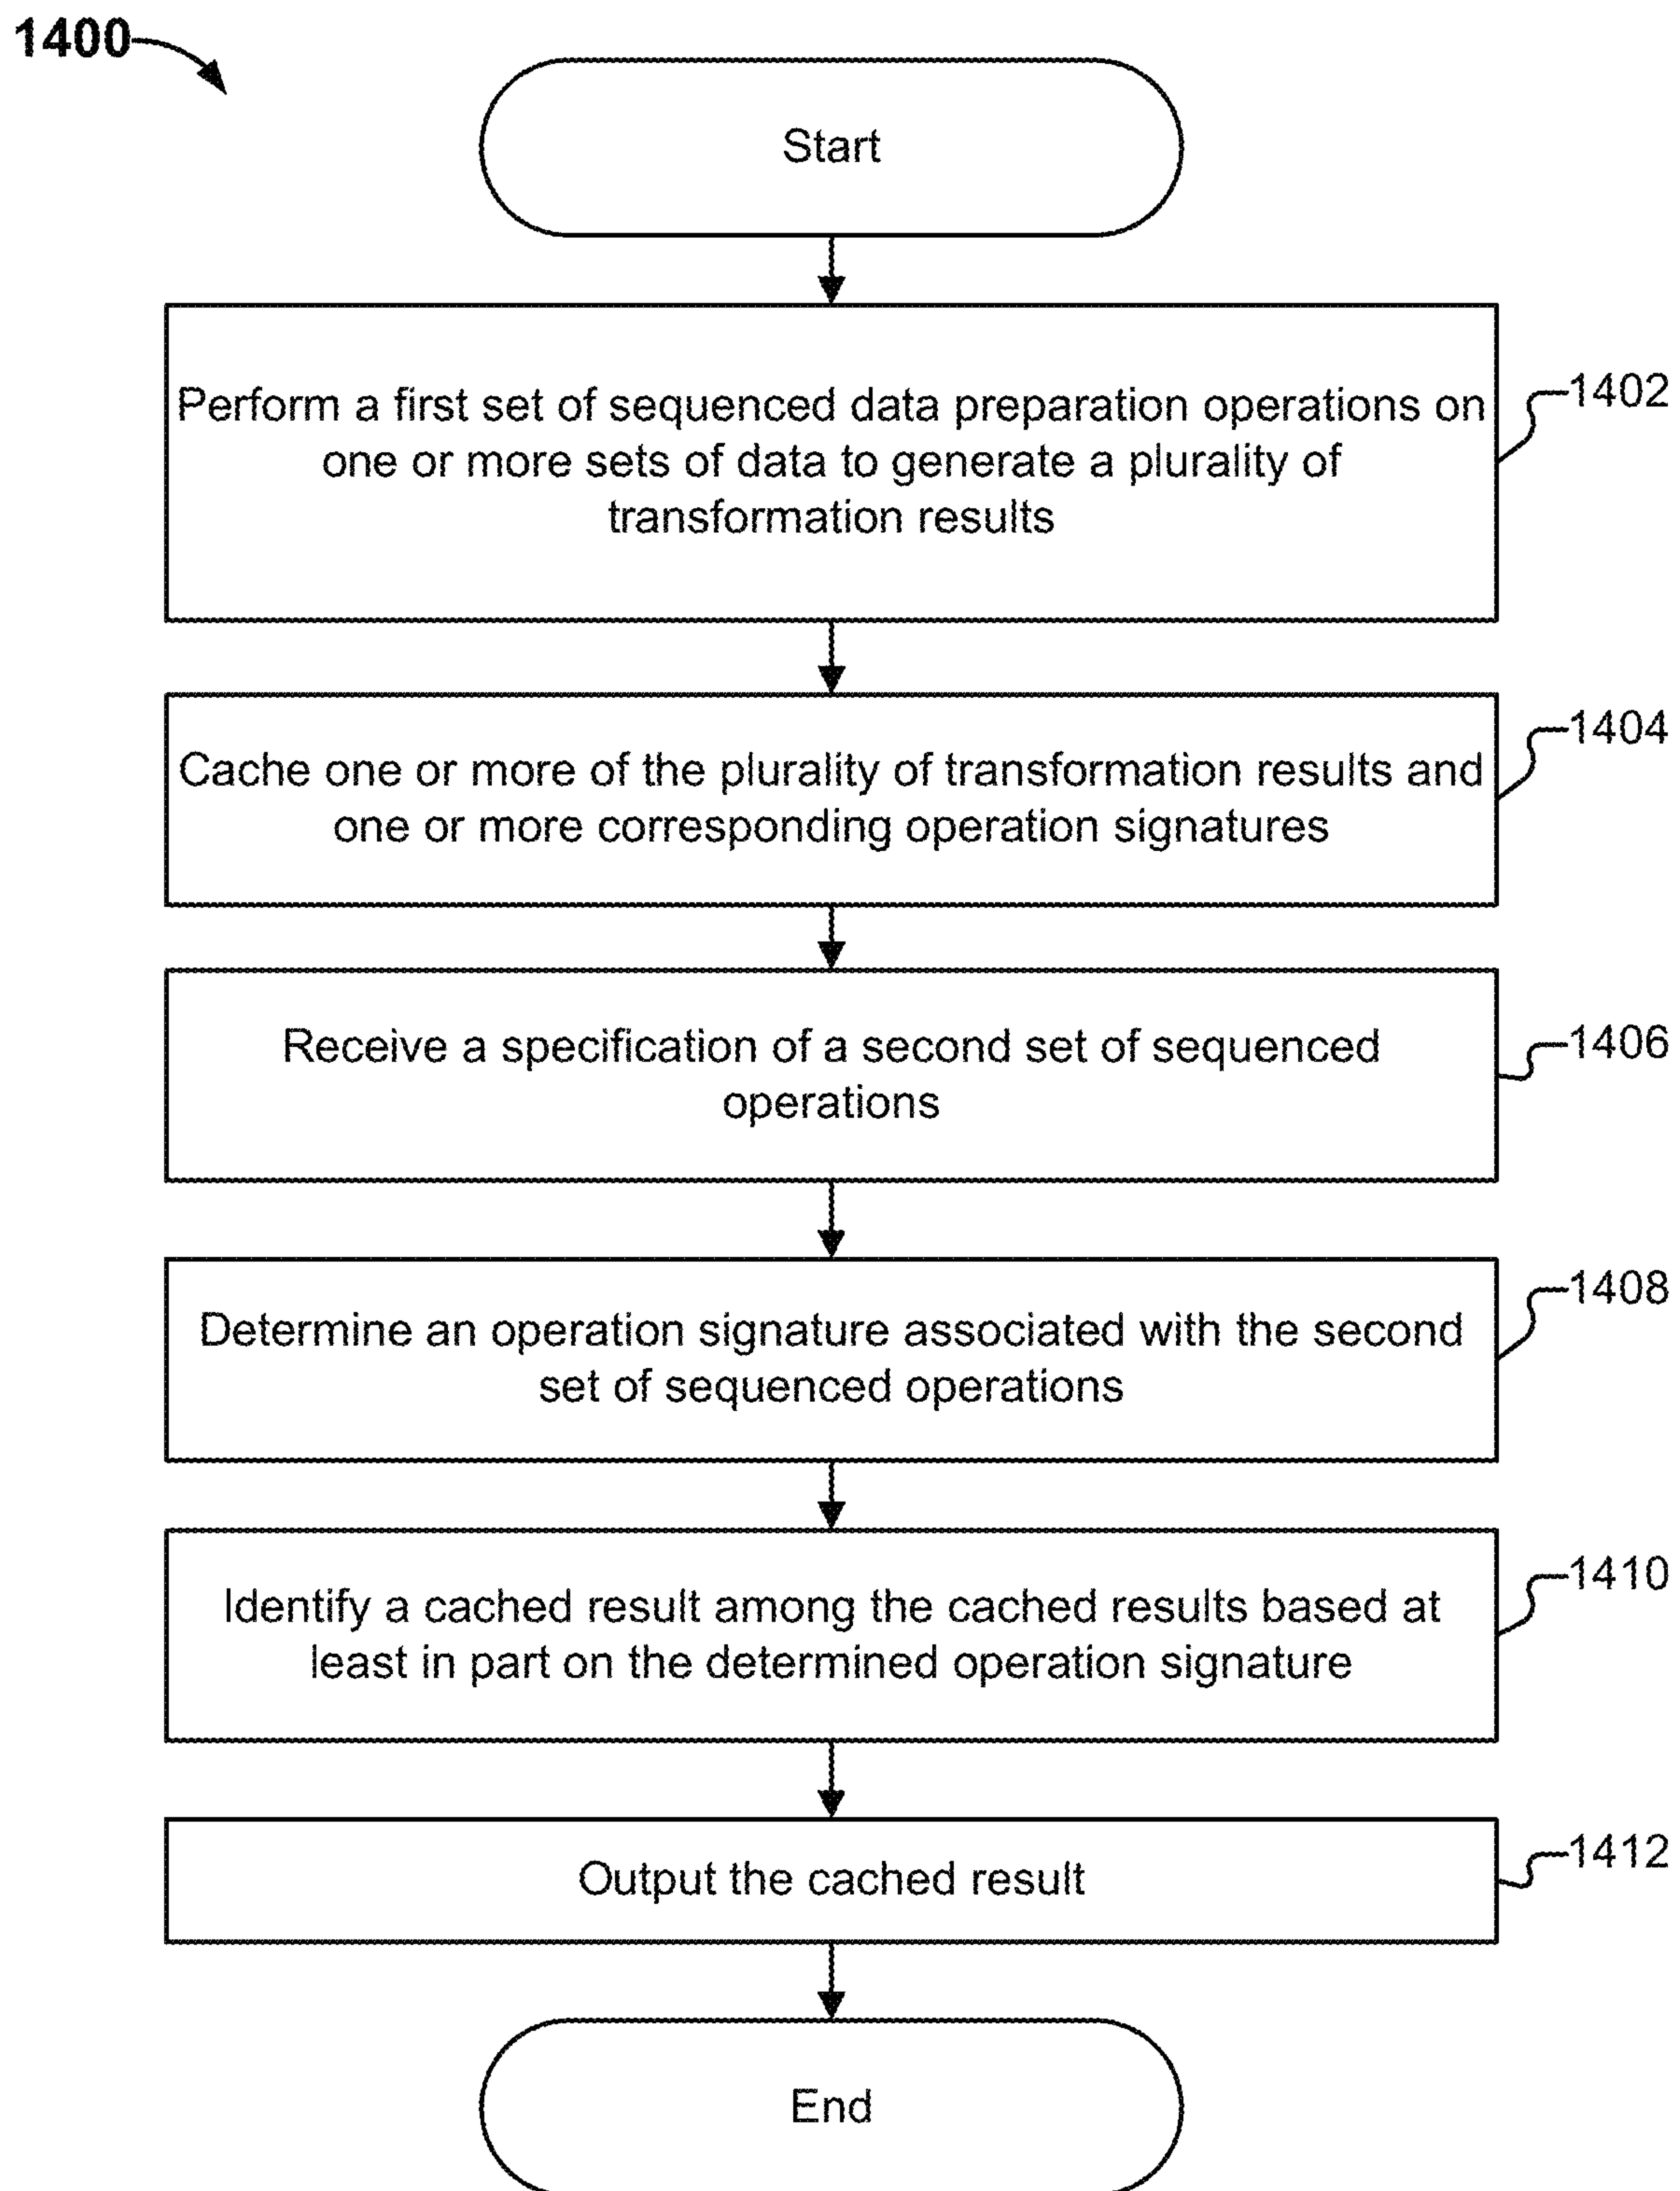 1400
Start
Perform a first set of sequenced data preparation operations on
one or more sets of data to generate a plurality of
transformation results
1402
Cache one or more of the plurality of transformation results and
one or more corresponding operation signatures
1404
Receive a specification of a second set of sequenced
operations
1406
Determine an operation signature associated with the second
set of sequenced operations
1408
Identify a cached result among the cached results based at
least in part on the determined operation signature
1410
Output the cached result
1412
End